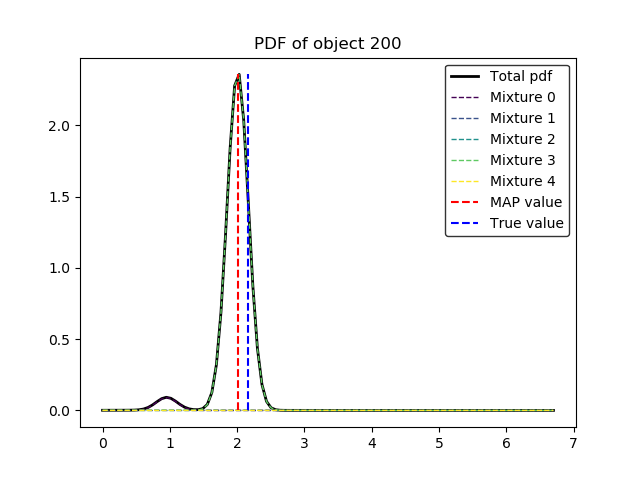 PDF of object 200
Total pdf
Mixture 0
Mixture 1
Mixture 2
Mixture 3
Mixture 4
MAP value
True value
2.0
1.5
1.0
0.5
0.0
0 1 2 3 4 5 6 7